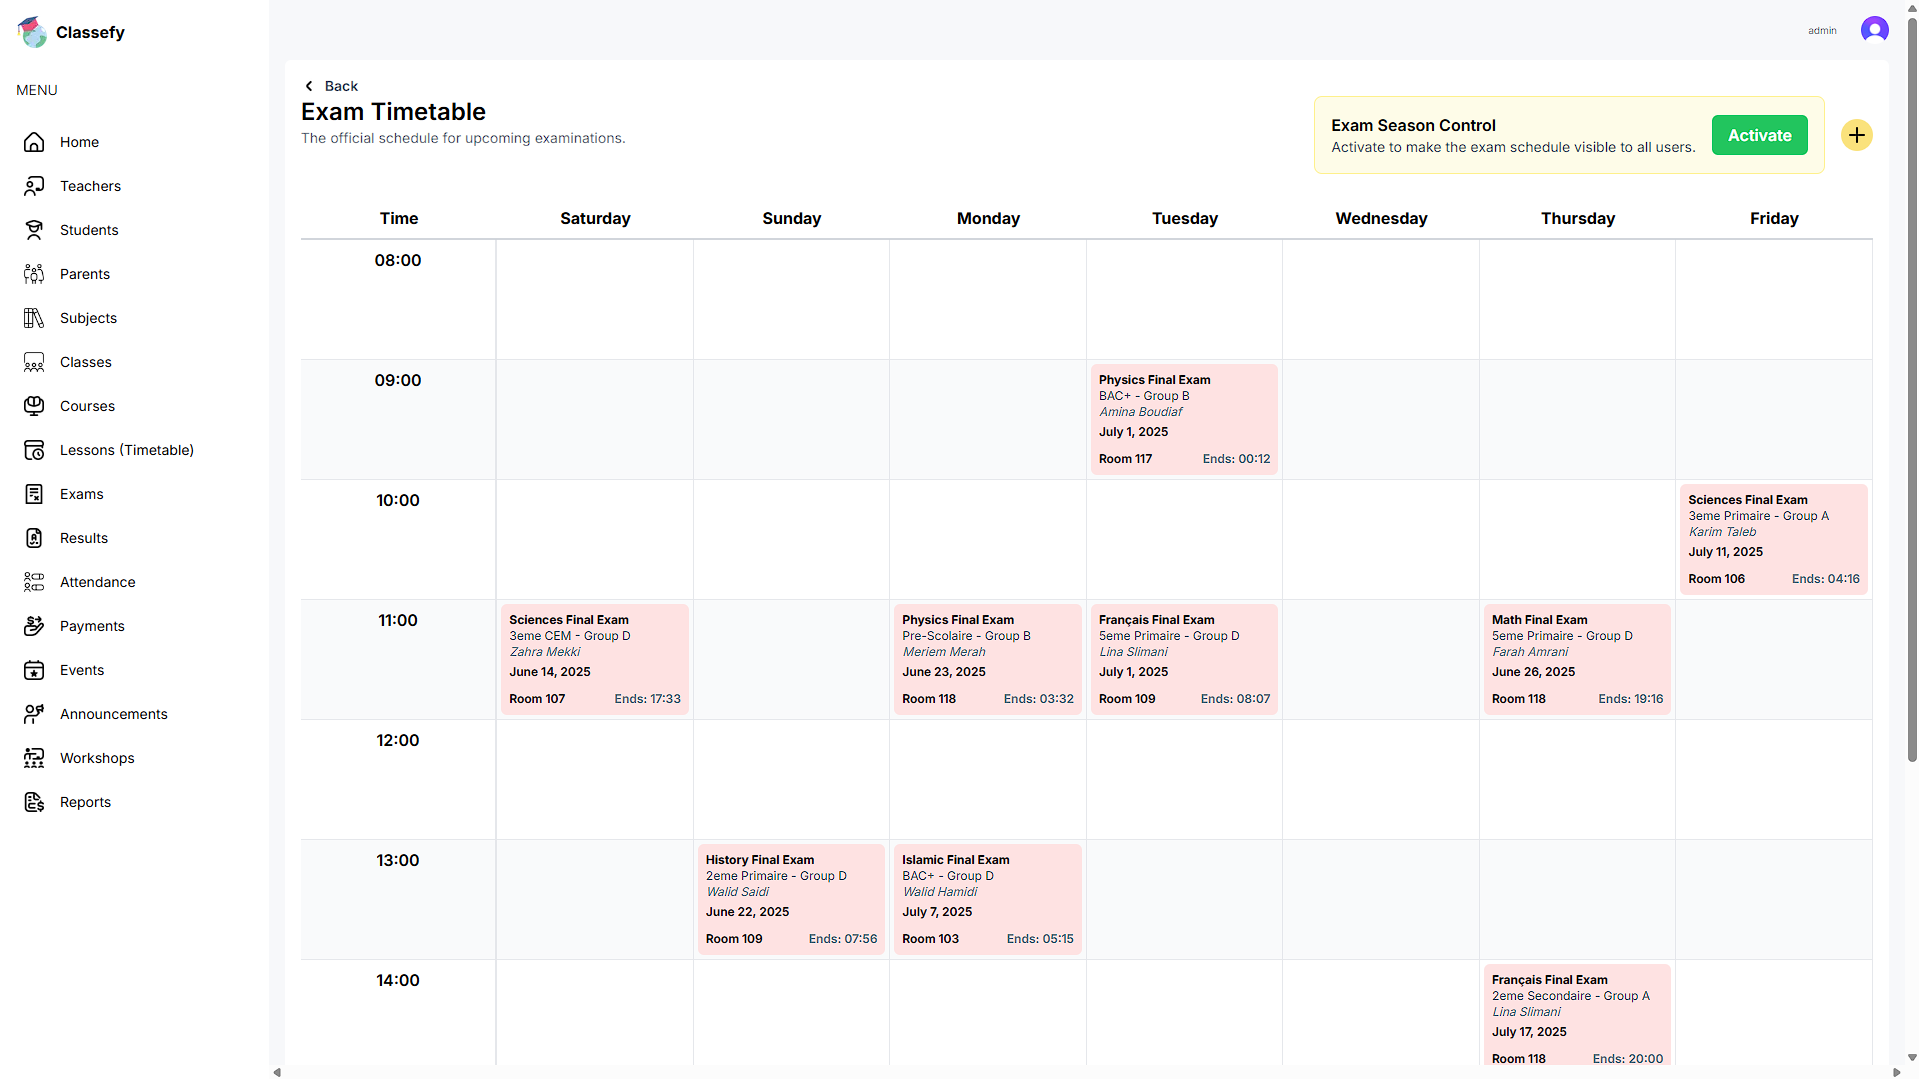 Classefy
admin
MENU
Home
Teachers
Students
Parents
Subjects
Classes
Courses
Lessons (Timetable)
Exams
Results
Attendance
Payments
Events
Announcements
Workshops
Reports
Back
Exam Timetable
The official schedule for upcoming examinations.
Exam Season Control
Activate to make the exam schedule visible to all users.
Activate
Time Saturday Sunday Monday Tuesday Wednesday Thursday Friday
08:00
09:00
Physics Final Exam
BAC+ - Group B
Amina Boudiaf
July 1, 2025
Room 117 Ends: 00:12
10:00
Sciences Final Exam
3eme Primaire - Group A
Karim Taleb
July 11, 2025
Room 106 Ends: 04:16
11:00
Sciences Final Exam
3eme CEM - Group D
Zahra Mekki
June 14, 2025
Room 107 Ends: 17:33
Physics Final Exam
Pre-Scolaire - Group B
Meriem Merah
June 23, 2025
Room 118 Ends: 03:32
Français Final Exam
5eme Primaire - Group D
Lina Slimani
July 1, 2025
Room 109 Ends: 08:07
Math Final Exam
5eme Primaire - Group D
Farah Amrani
June 26, 2025
Room 118 Ends: 19:16
12:00
13:00
History Final Exam
2eme Primaire - Group D
Walid Saidi
June 22, 2025
Room 109 Ends: 07:56
Islamic Final Exam
BAC+ - Group D
Walid Hamidi
July 7, 2025
Room 103 Ends: 05:15
14:00
Français Final Exam
2eme Secondaire - Group A
Lina Slimani
July 17, 2025
Room 118 Ends: 20:00